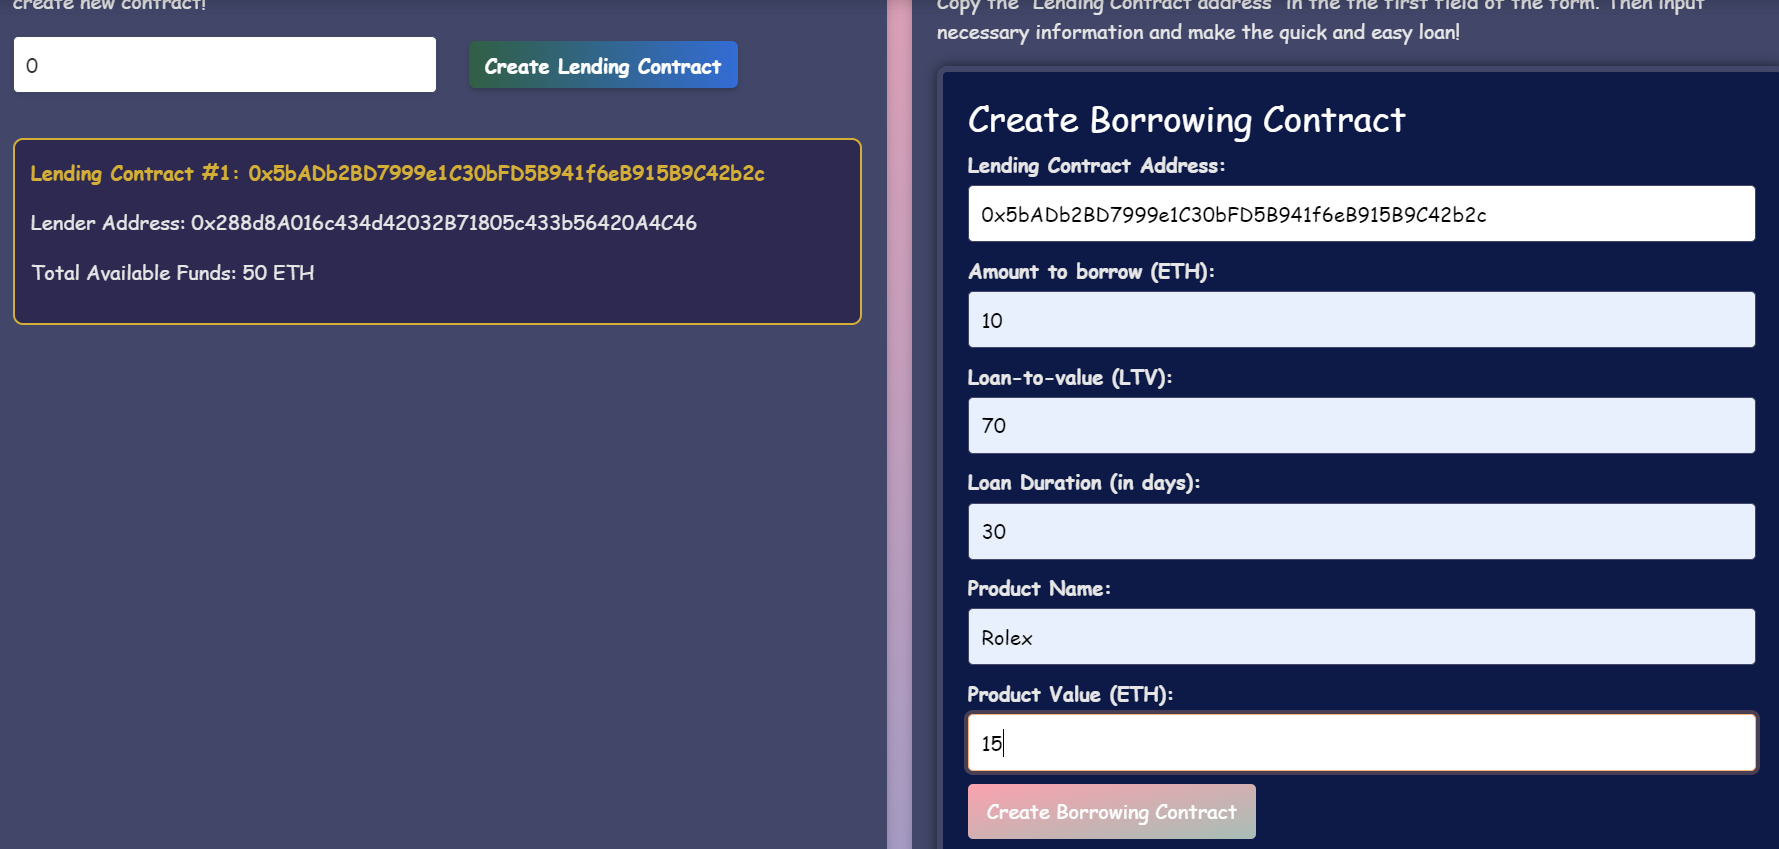 create new contract!
0
Create Lending Contract
Lending Contract #1: 0x5bADb2BD7999e1C30bFD5B941f6eB915B9C42b2c
Lender Address: 0x288d8A016c434d42032B71805c433b56420A4C46
Total Available Funds: 50 ETH
Copy the "Lending Contract address" in the the first field of the form. Then input
necessary information and make the quick and easy loan!
Create Borrowing Contract
Lending Contract Address:
0x5bADb2BD7999e1C30bFD5B941f6eB915B9C42b2c
Amount to borrow (ETH):
10
Loan-to-value (LTV):
70
Loan Duration (in days):
30
Product Name:
Rolex
Product Value (ETH):
15
Create Borrowing Contract